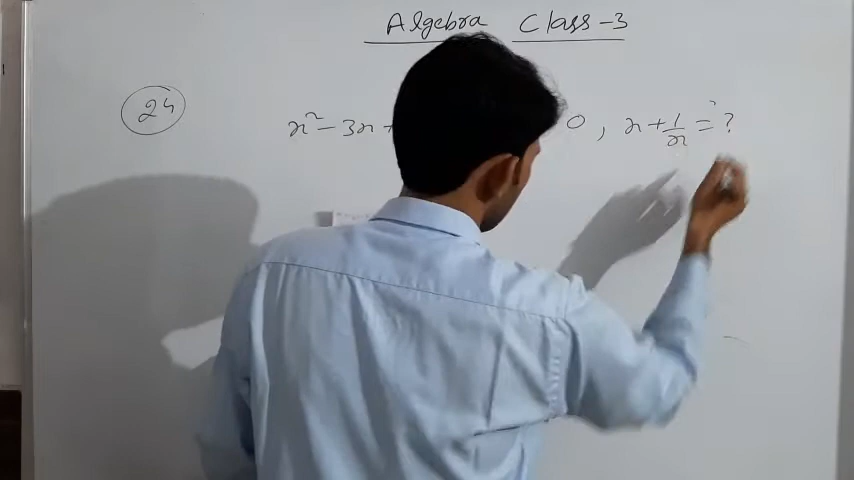 Algebra Class-3
24
x² - 3x + 0, x + 1/x = ?